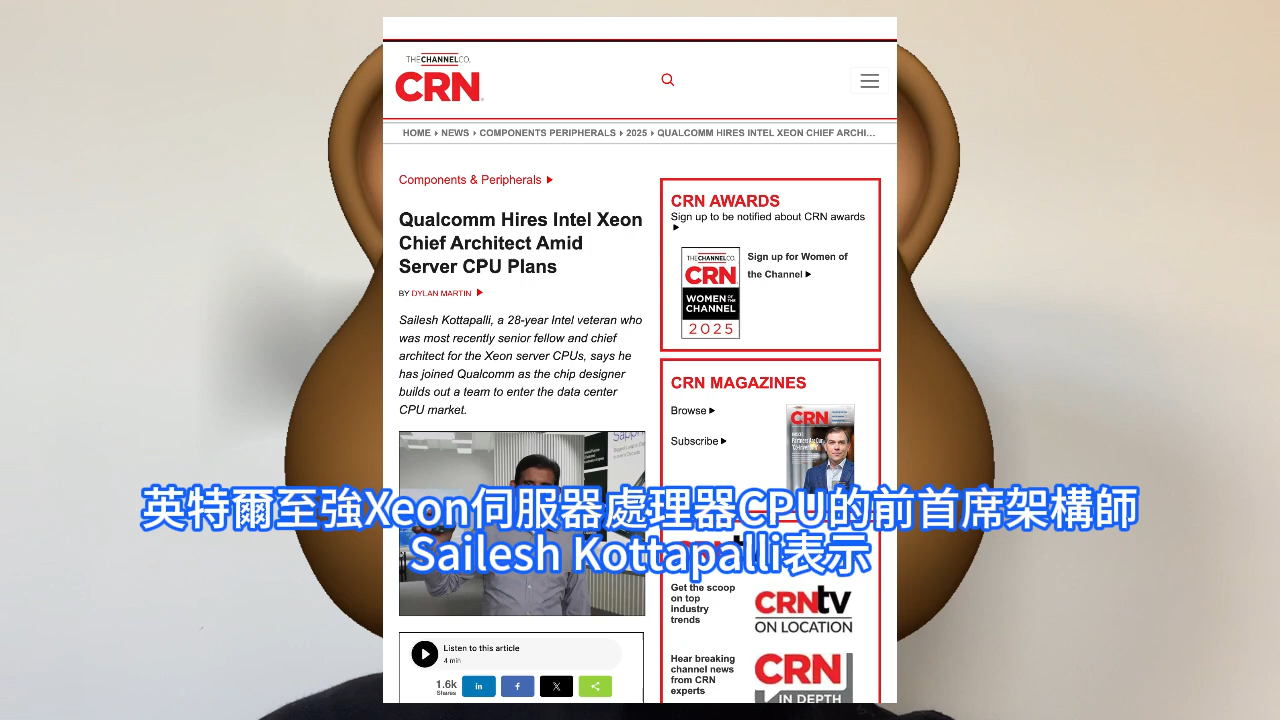 THECHANNELCO.
CRN
HOME NEWS COMPONENTS PERIPHERALS 2025 QUALCOMM HIRES INTEL XEON CHIEF ARCHI...
Components & Peripherals
Qualcomm Hires Intel Xeon
Chief Architect Amid
Server CPU Plans
BY DYLAN MARTIN
Sailesh Kottapalli, a 28-year Intel veteran who
was most recently senior fellow and chief
architect for the Xeon server CPUs, says he
has joined Qualcomm as the chip designer
builds out a team to enter the data center
CPU market.
CRN AWARDS
Sign up to be notified about CRN awards
THECHANNELCO.
CRN
WOMEN OF THE
CHANNEL
2025
Sign up for Women of
the Channel
CRN MAGAZINES
Browse
Subscribe
CRN
英特爾至強Xeon伺服器處理器CPU的前首席架構師
Sailesh Kottapalli表示
Get the scoop
on top
industry
trends
CRNtv
ON LOCATION
Hear breaking
channel news
from CRN
experts
CRN
IN DEPTH
Listen to this article
4 min
1.6k
Shares
in
f
X